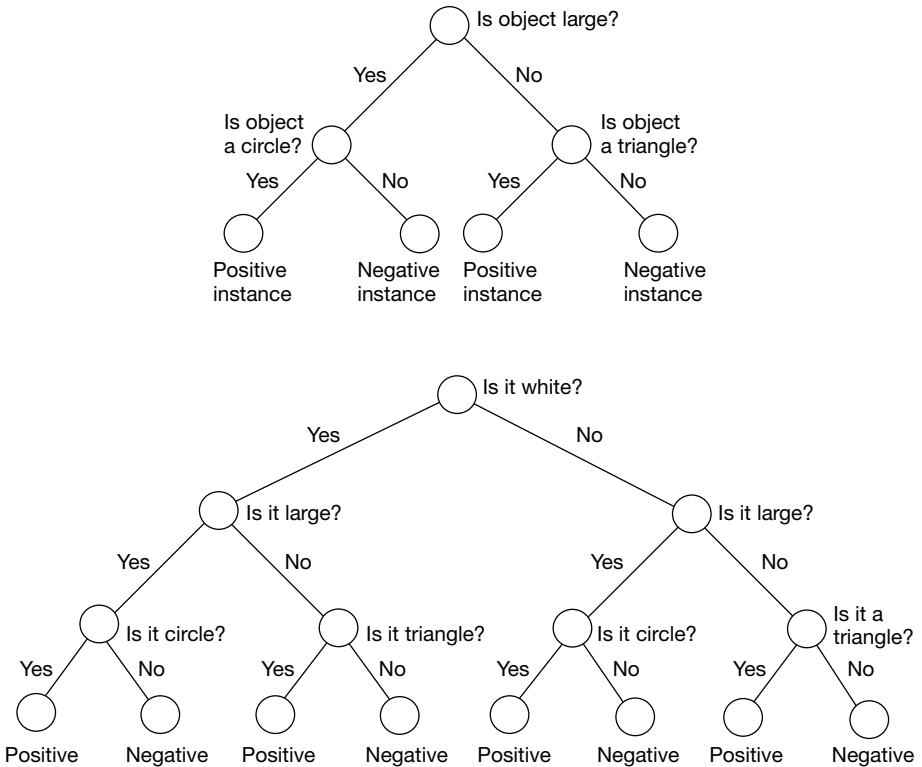 Is object large?
Yes
No
Is object
a circle?
Is object
a triangle?
Yes
No
Yes
No
Positive
instance
Negative
instance
Positive
instance
Negative
instance
Is it white?
Yes
No
Is it large?
Is it large?
Yes
No
Yes
No
Is it circle?
Is it triangle?
Is it circle?
Is it a
triangle?
Yes
No
Yes
No
Yes
No
Yes
No
Positive
Negative
Positive
Negative
Positive
Negative
Positive
Negative